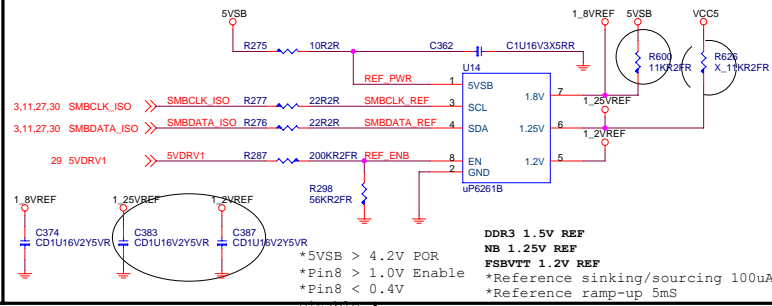 5VSB
1_8VREF 5VSB VCC5
R275 10R2R C362 C1U16V3X5RR
R600
11KR2FR
R626
X_11KR2FR
U14
REF_PWR 1 5VSB
1.8V 7
1_25VREF
3,11,27,30 SMBCLK_ISO SMBCLK_ISO R277 22R2R SMBCLK_REF 3 SCL
3,11,27,30 SMBDATA_ISO SMBDATA_ISO R276 22R2R SMBDATA_REF 4 SDA 1.25V 6
1_2VREF
29 5VDRV1 5VDRV1 R287 200KR2FR REF_ENB 8 EN 1.2V 5
2 GND
uP6261B
R298
56KR2FR
1_8VREF 1_25VREF 1_2VREF
C374
CD1U16V2Y5VR
C383
CD1U16V2Y5VR
C387
CD1U16V2Y5VR
*5VSB > 4.2V POR
*Pin8 > 1.0V Enable
*Pin8 < 0.4V
DDR3 1.5V REF
NB 1.25V REF
FSBVTT 1.2V REF
*Reference sinking/sourcing 100uA
*Reference ramp-up 5mS